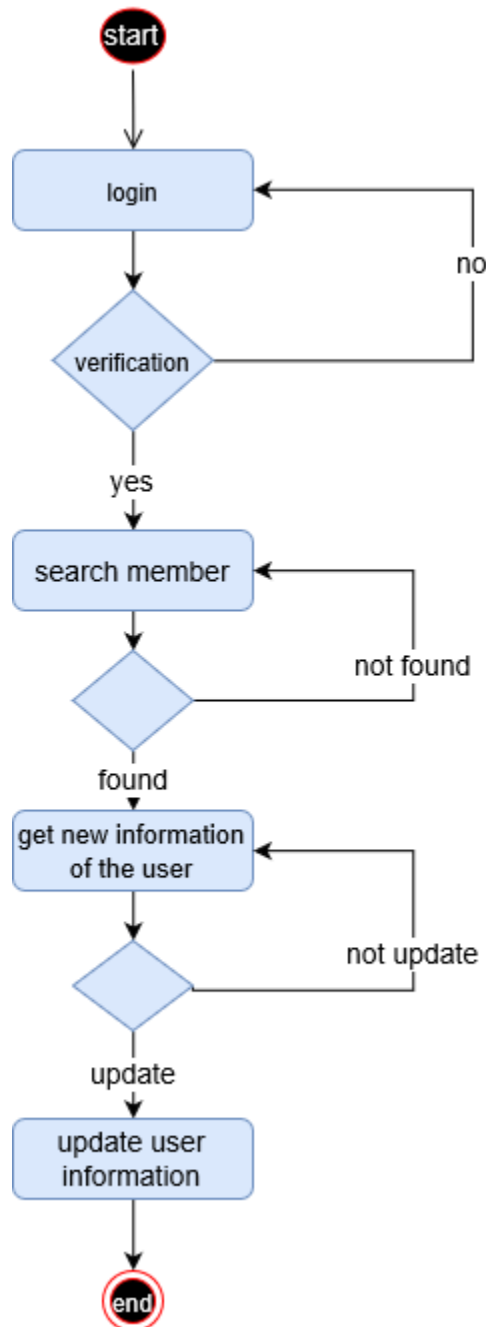 start
login
no
verification
yes
search member
not found
found
get new information
of the user
not update
update
update user
information
end